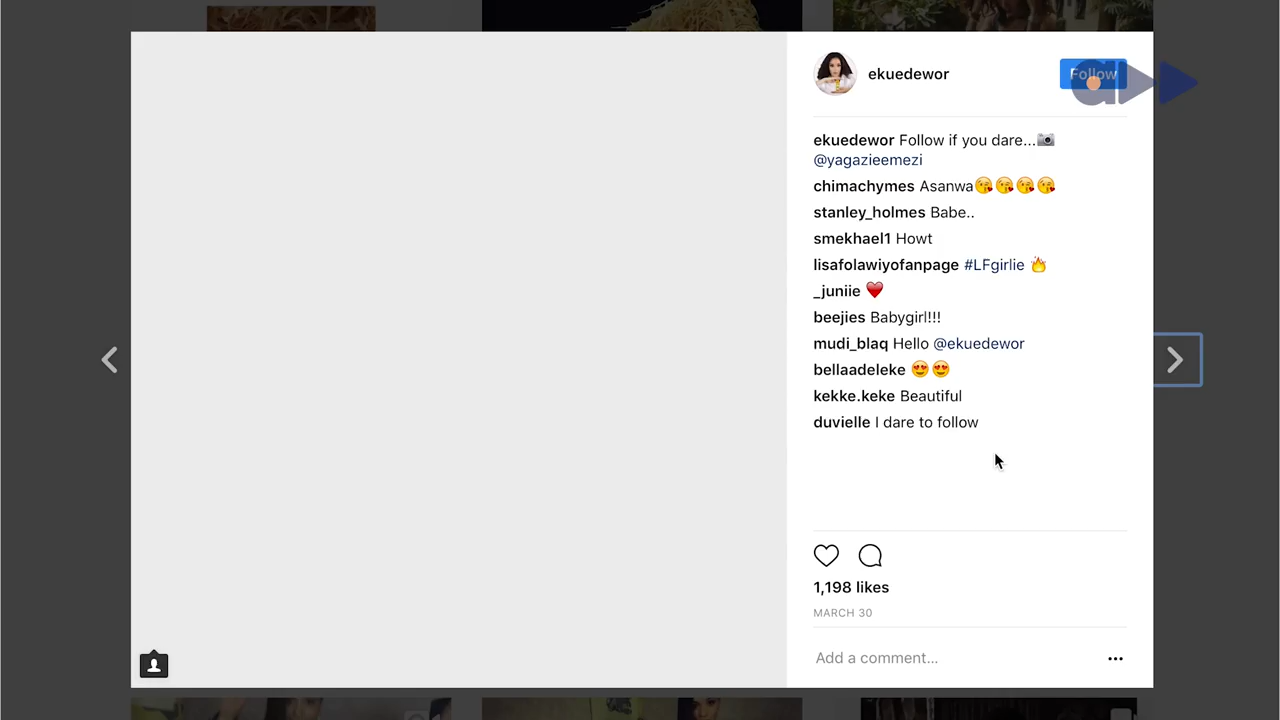 ekuedewor
Follow
ekuedewor Follow if you dare...📷
@yagazieemezi
chimachymes Asanwa😘😘😘😘
stanley_holmes Babe..
smekhael1 Howt
lisafolawiyofanpage #LFgirlie 🔥
_juniie ❤️
beejies Babygirl!!!
mudi_blaq Hello @ekuedewor
bellaadeleke 😍😍
kekke.keke Beautiful
duvielle I dare to follow
1,198 likes
MARCH 30
Add a comment...